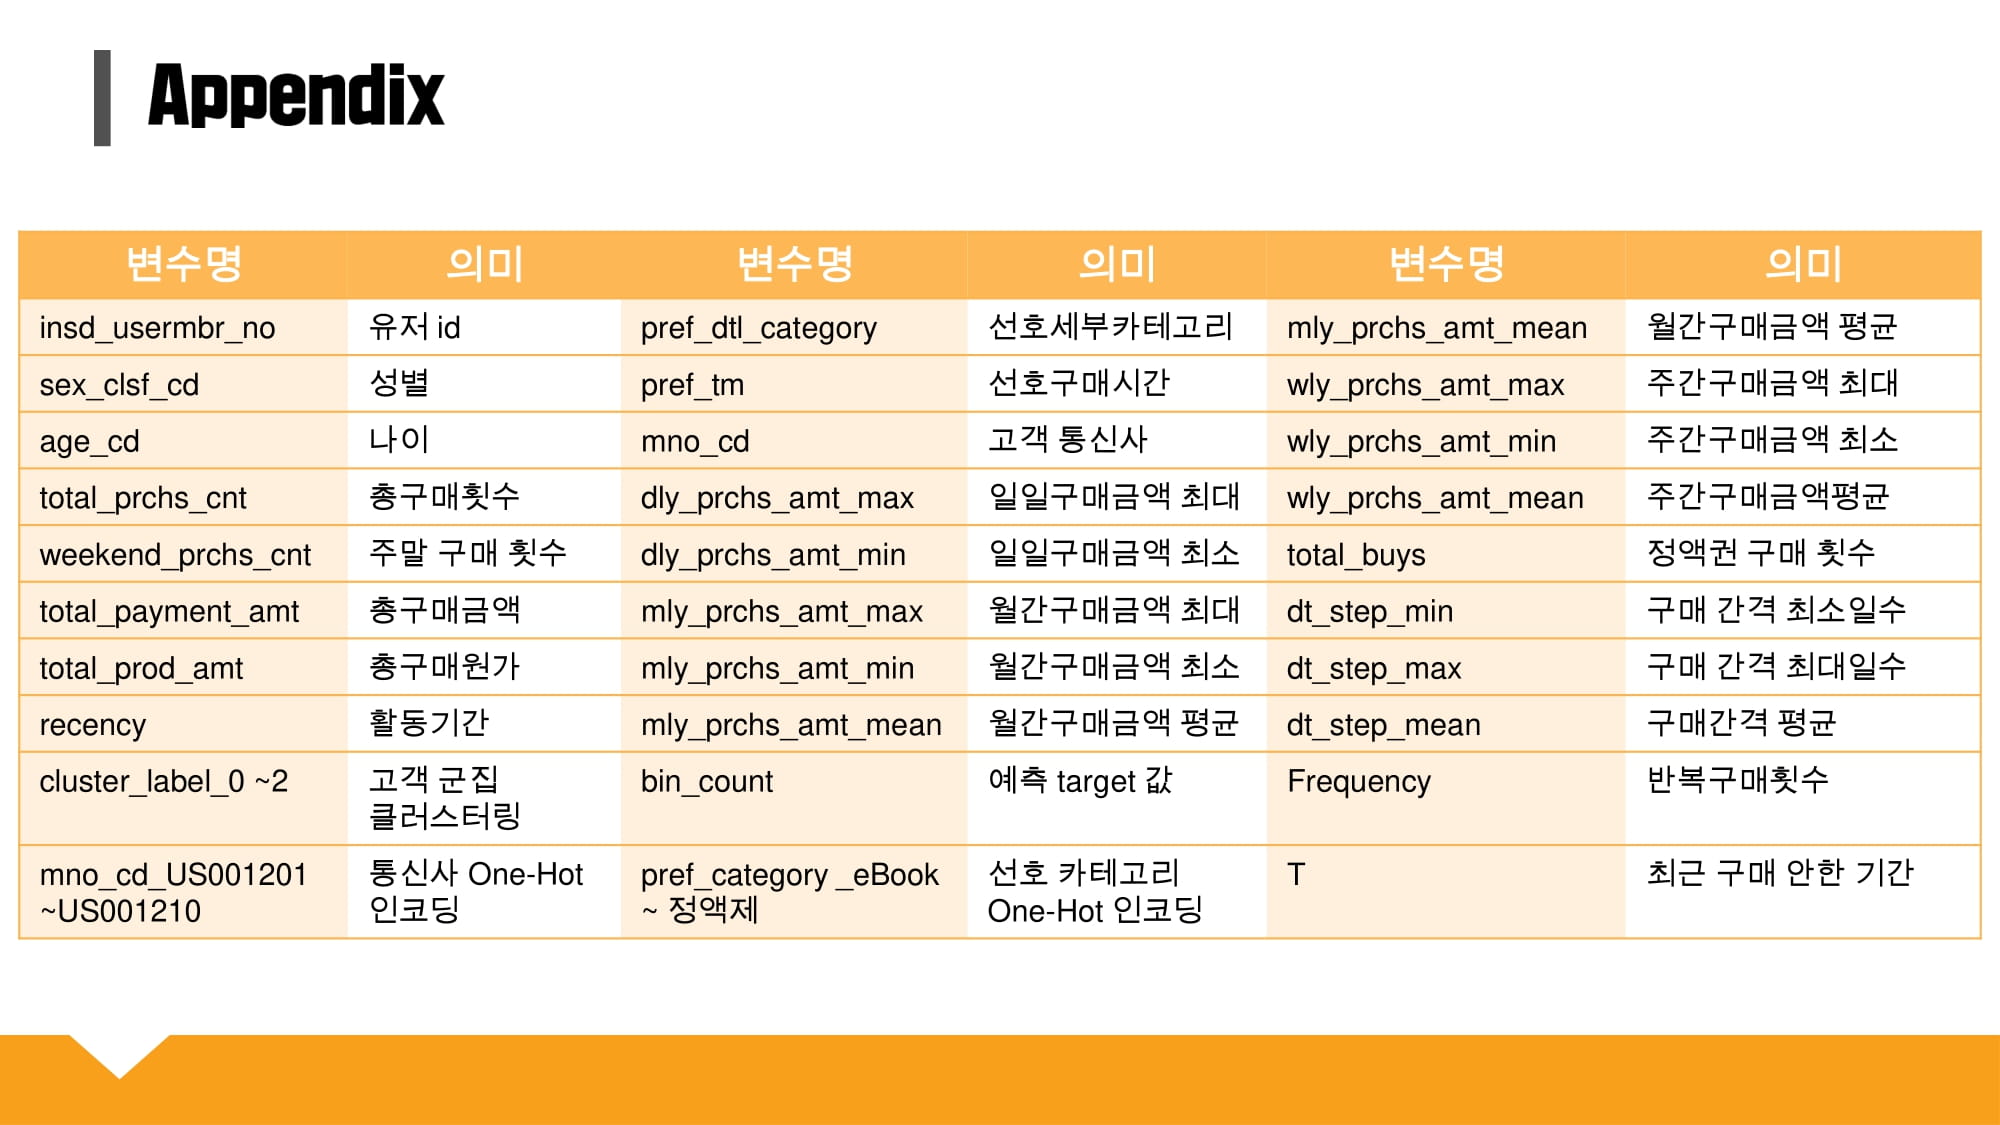 Appendix
변수명 의미 변수명 의미 변수명 의미
insd_usermbr_no 유저 id pref_dtl_category 선호세부카테고리 mly_prchs_amt_mean 월간구매금액 평균
sex_clsf_cd 성별 pref_tm 선호구매시간 wly_prchs_amt_max 주간구매금액 최대
age_cd 나이 mno_cd 고객 통신사 wly_prchs_amt_min 주간구매금액 최소
total_prchs_cnt 총구매횟수 dly_prchs_amt_max 일일구매금액 최대 wly_prchs_amt_mean 주간구매금액평균
weekend_prchs_cnt 주말 구매 횟수 dly_prchs_amt_min 일일구매금액 최소 total_buys 정액권 구매 횟수
total_payment_amt 총구매금액 mly_prchs_amt_max 월간구매금액 최대 dt_step_min 구매 간격 최소일수
total_prod_amt 총구매원가 mly_prchs_amt_min 월간구매금액 최소 dt_step_max 구매 간격 최대일수
recency 활동기간 mly_prchs_amt_mean 월간구매금액 평균 dt_step_mean 구매간격 평균
cluster_label_0 ~2 고객 군집 bin_count 예측 target 값 Frequency 반복구매횟수
클러스터링
mno_cd_US001201 통신사 One-Hot pref_category _eBook 선호 카테고리 T 최근 구매 안한 기간
~US001210 인코딩 ~ 정액제 One-Hot 인코딩